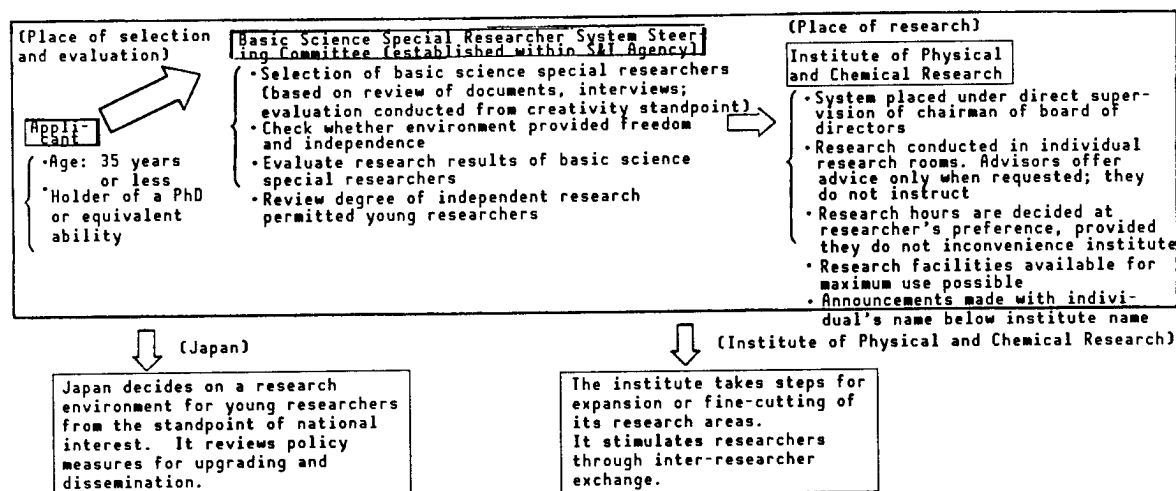 (Place of selection
and evaluation)
Appli-
cant
•Age: 35 years
or less
•Holder of a PhD
or equivalent
ability
Basic Science Special Researcher System Steer-
ing Committee (established within S&T Agency)
•Selection of basic science special researchers
(based on review of documents, interviews;
evaluation conducted from creativity standpoint)
•Check whether environment provided freedom
and independence
•Evaluate research results of basic science
special researchers
•Review degree of independent research
permitted young researchers
(Place of research)
Institute of Physical
and Chemical Research
•System placed under direct super-
vision of chairman of board of
directors
•Research conducted in individual
research rooms. Advisors offer
advice only when requested; they
do not instruct
•Research hours are decided at
researcher's preference, provided
they do not inconvenience institute
•Research facilities available for
maximum use possible
•Announcements made with indivi-
dual's name below institute name
(Japan)
Japan decides on a research
environment for young researchers
from the standpoint of national
interest. It reviews policy
measures for upgrading and
dissemination.
(Institute of Physical and Chemical Research)
The institute takes steps for
expansion or fine-cutting of
its research areas.
It stimulates researchers
through inter-researcher
exchange.